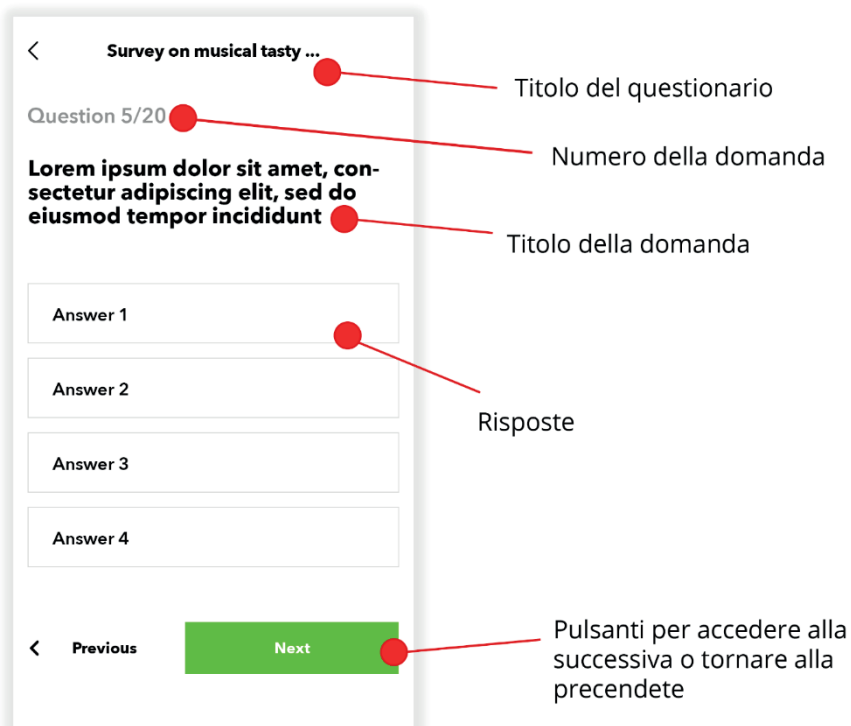 Survey on musical tasty ...
Titolo del questionario
Question 5/20
Numero della domanda
Lorem ipsum dolor sit amet, con-
sectetur adipiscing elit, sed do
eiusmod tempor incididunt
Titolo della domanda
Answer 1
Answer 2
Risposte
Answer 3
Answer 4
Previous
Next
Pulsanti per accedere alla
successiva o tornare alla
precendete